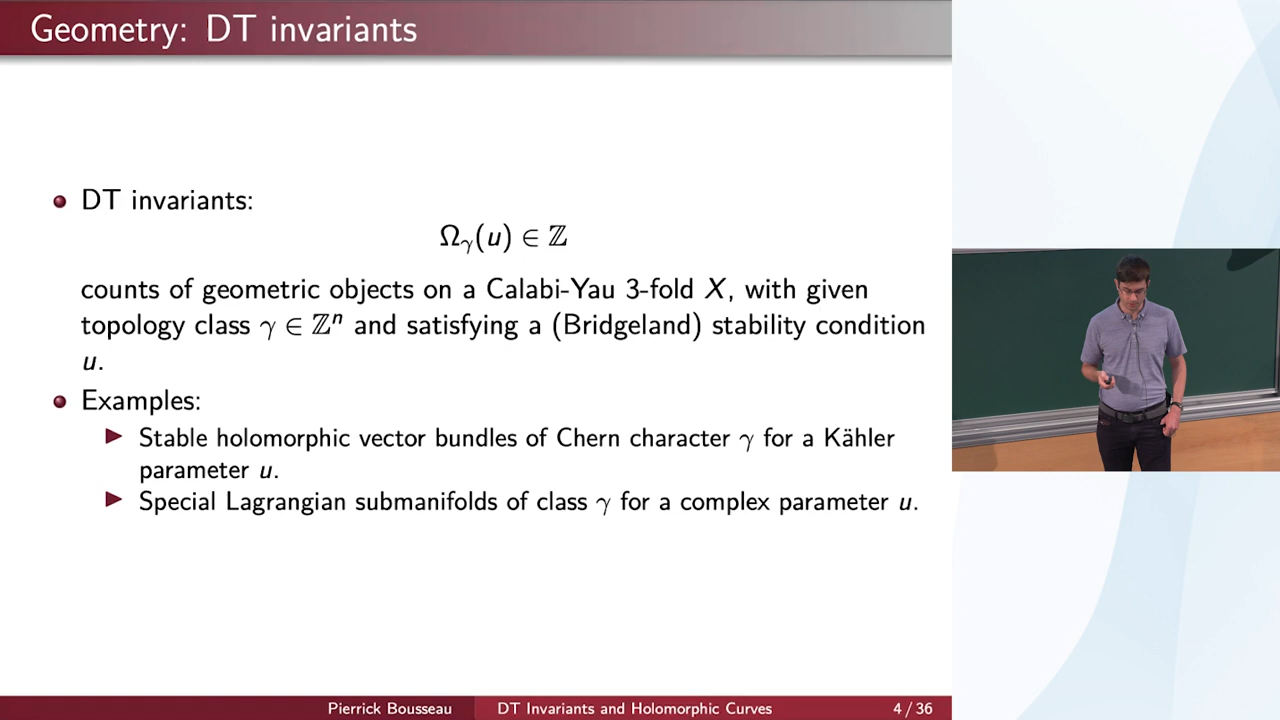 Geometry: DT invariants
DT invariants:
Ωγ(u) ∈ ℤ
counts of geometric objects on a Calabi-Yau 3-fold X, with given
topology class γ ∈ ℤⁿ and satisfying a (Bridgeland) stability condition
u.
Examples:
Stable holomorphic vector bundles of Chern character γ for a Kähler
parameter u.
Special Lagrangian submanifolds of class γ for a complex parameter u.
Pierrick Bousseau DT Invariants and Holomorphic Curves 4 / 36